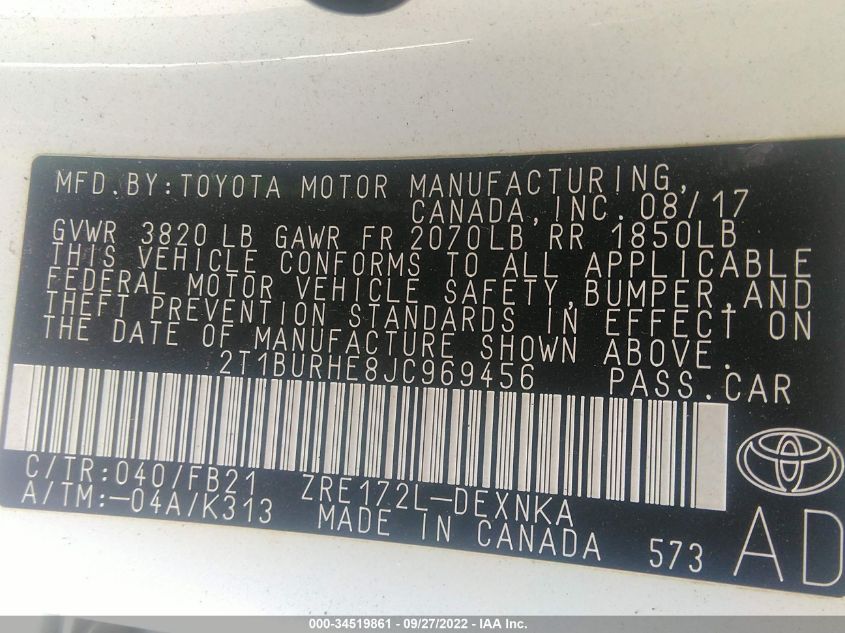 MFD.BY:TOYOTA MOTOR MANUFACTURING,
CANADA,INC. 08/17
GVWR 3820LB GAWR FR 2070LB RR 1850LB
THIS VEHICLE CONFORMS TO ALL APPLICABLE
FEDERAL MOTOR VEHICLE SAFETY,BUMPER,AND
THEFT PREVENTION STANDARDS IN EFFECT ON
THE DATE OF MANUFACTURE SHOWN ABOVE.
2T1BURHE8JC969456 PASS.CAR
C/TR:040/FB21 ZRE172L-DEXNKA
A/TM:-04A/K313 MADE IN CANADA 573
AD
000-34519861 - 09/27/2022 - IAA Inc.